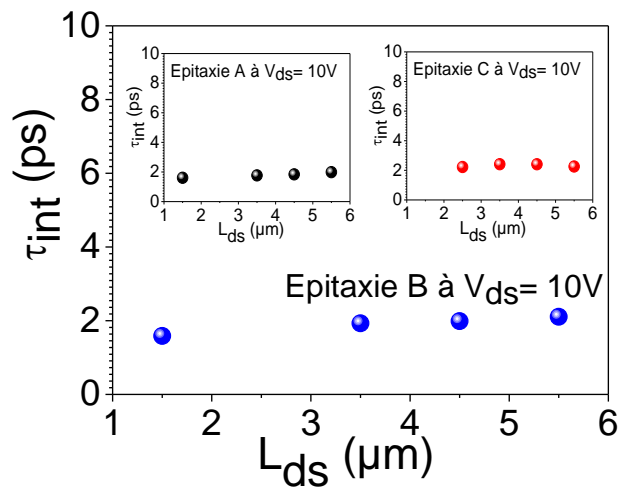 10
8
6
4
2
0
τint (ps)
1 2 3 4 5 6
Lds (µm)
Epitaxie B à Vds= 10V
10
8
6
4
2
0
τint (ps)
Epitaxie A à Vds= 10V
1 2 3 4 5 6
Lds (µm)
10
8
6
4
2
0
τint (ps)
Epitaxie C à Vds= 10V
1 2 3 4 5 6
Lds (µm)